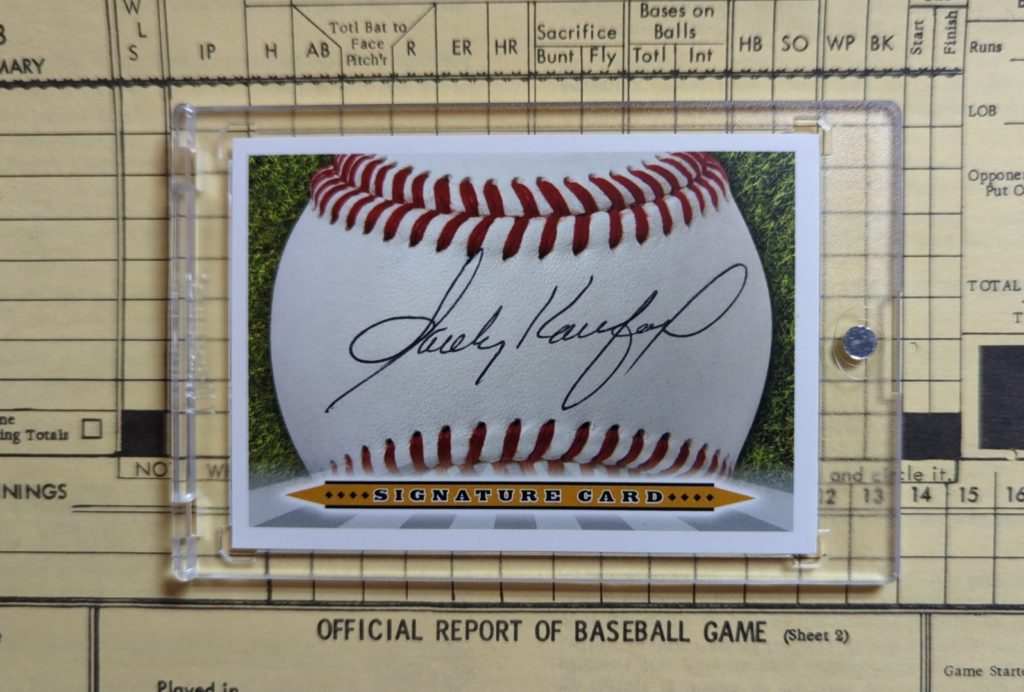 W
L
S
IP
H
AB
Totl Bat to
Face
Pitch'r
R
ER
HR
Sacrifice
Bunt Fly
Bases on
Balls
Totl Int
HB
SO
WP
BK
Start
Finish
MARY
Runs
LOB
Put O
TOTAL
Sandy Koufax
SIGNATURE CARD
ing Totals
NO
and circle it.
NINGS
12 13 14 15 16
OFFICIAL REPORT OF BASEBALL GAME (Sheet 2)
Played in
Game Starte